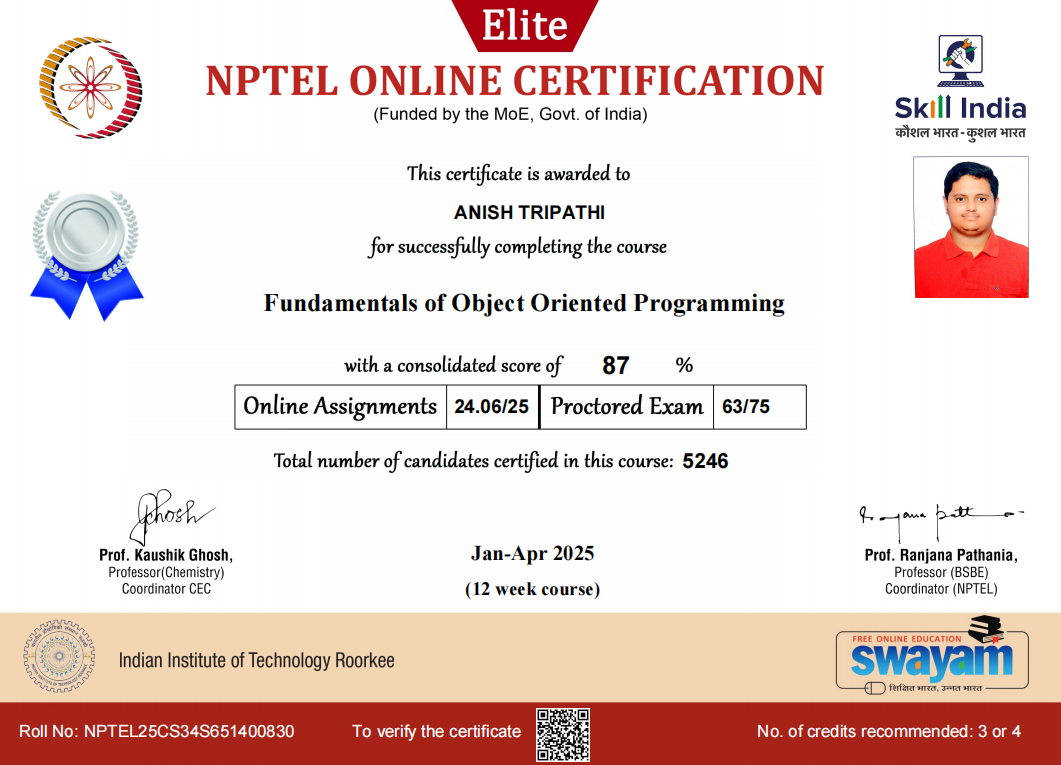 Elite
NPTEL ONLINE CERTIFICATION
(Funded by the MoE, Govt. of India)
Skill India
कौशल भारत - कुशल भारत
This certificate is awarded to
ANISH TRIPATHI
for successfully completing the course
Fundamentals of Object Oriented Programming
with a consolidated score of 87 %
Online Assignments 24.06/25 Proctored Exam 63/75
Total number of candidates certified in this course: 5246
Prof. Kaushik Ghosh,
Professor(Chemistry)
Coordinator CEC
Jan-Apr 2025
(12 week course)
Prof. Ranjana Pathania,
Professor (BSBE)
Coordinator (NPTEL)
Indian Institute of Technology Roorkee
FREE ONLINE EDUCATION
swayam
शिक्षित भारत, उन्नत भारत
Roll No: NPTEL25CS34S651400830
To verify the certificate
No. of credits recommended: 3 or 4